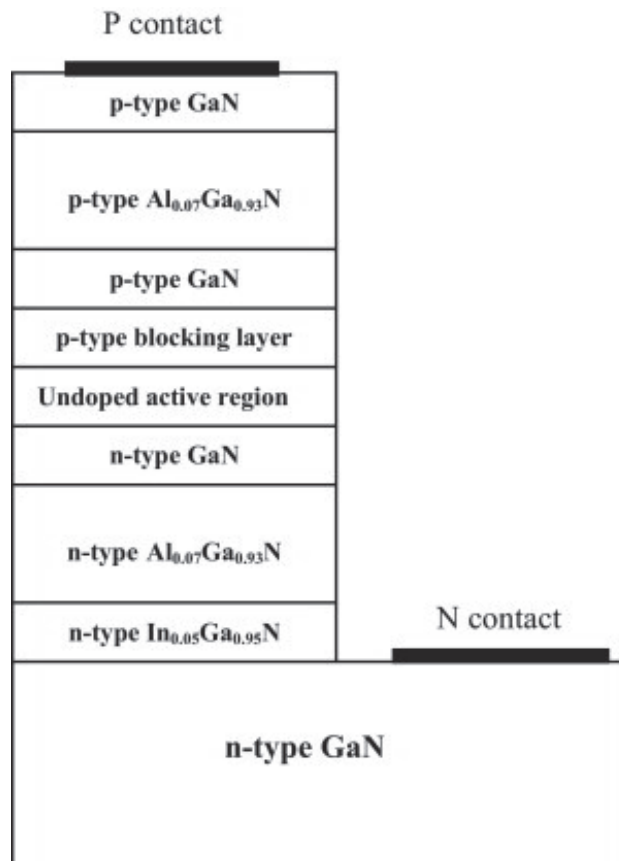 P contact
p-type GaN
p-type Al₀.₀₇Ga₀.₉₃N
p-type GaN
p-type blocking layer
Undoped active region
n-type GaN
n-type Al₀.₀₇Ga₀.₉₃N
n-type In₀.₀₅Ga₀.₉₅N
N contact
n-type GaN